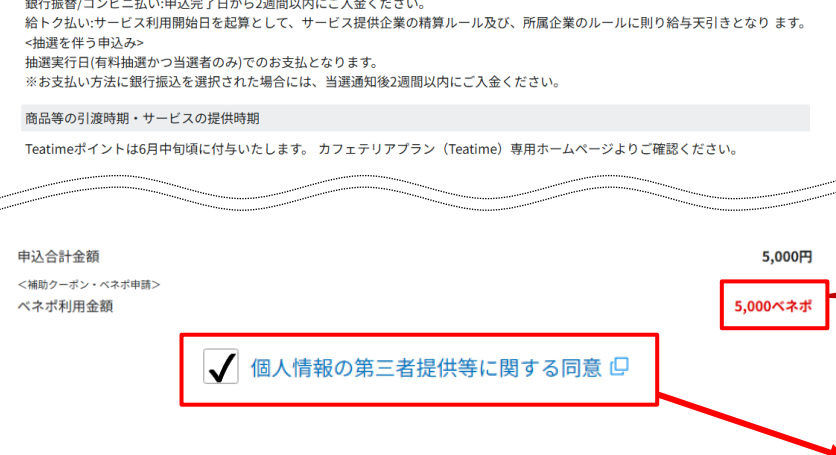 銀行振替/コンビニ払い:申込完了日から2週間以内にご入金ください。
給トク払い:サービス利用開始日を起算として、サービス提供企業の精算ルール及び、所属企業のルールに則り給与天引きとなり ます。
<抽選を伴う申込み>
抽選実行日(有料抽選かつ当選者のみ)でのお支払となります。
※お支払い方法に銀行振込を選択された場合には、当選通知後2週間以内にご入金ください。
商品等の引渡時期・サービスの提供時期
Teatimeポイントは6月中旬頃に付与いたします。 カフェテリアプラン（Teatime）専用ホームページよりご確認ください。
申込合計金額 5,000円
＜補助クーポン・ベネポ申請＞
ベネポ利用金額 5,000ベネポ
個人情報の第三者提供等に関する同意